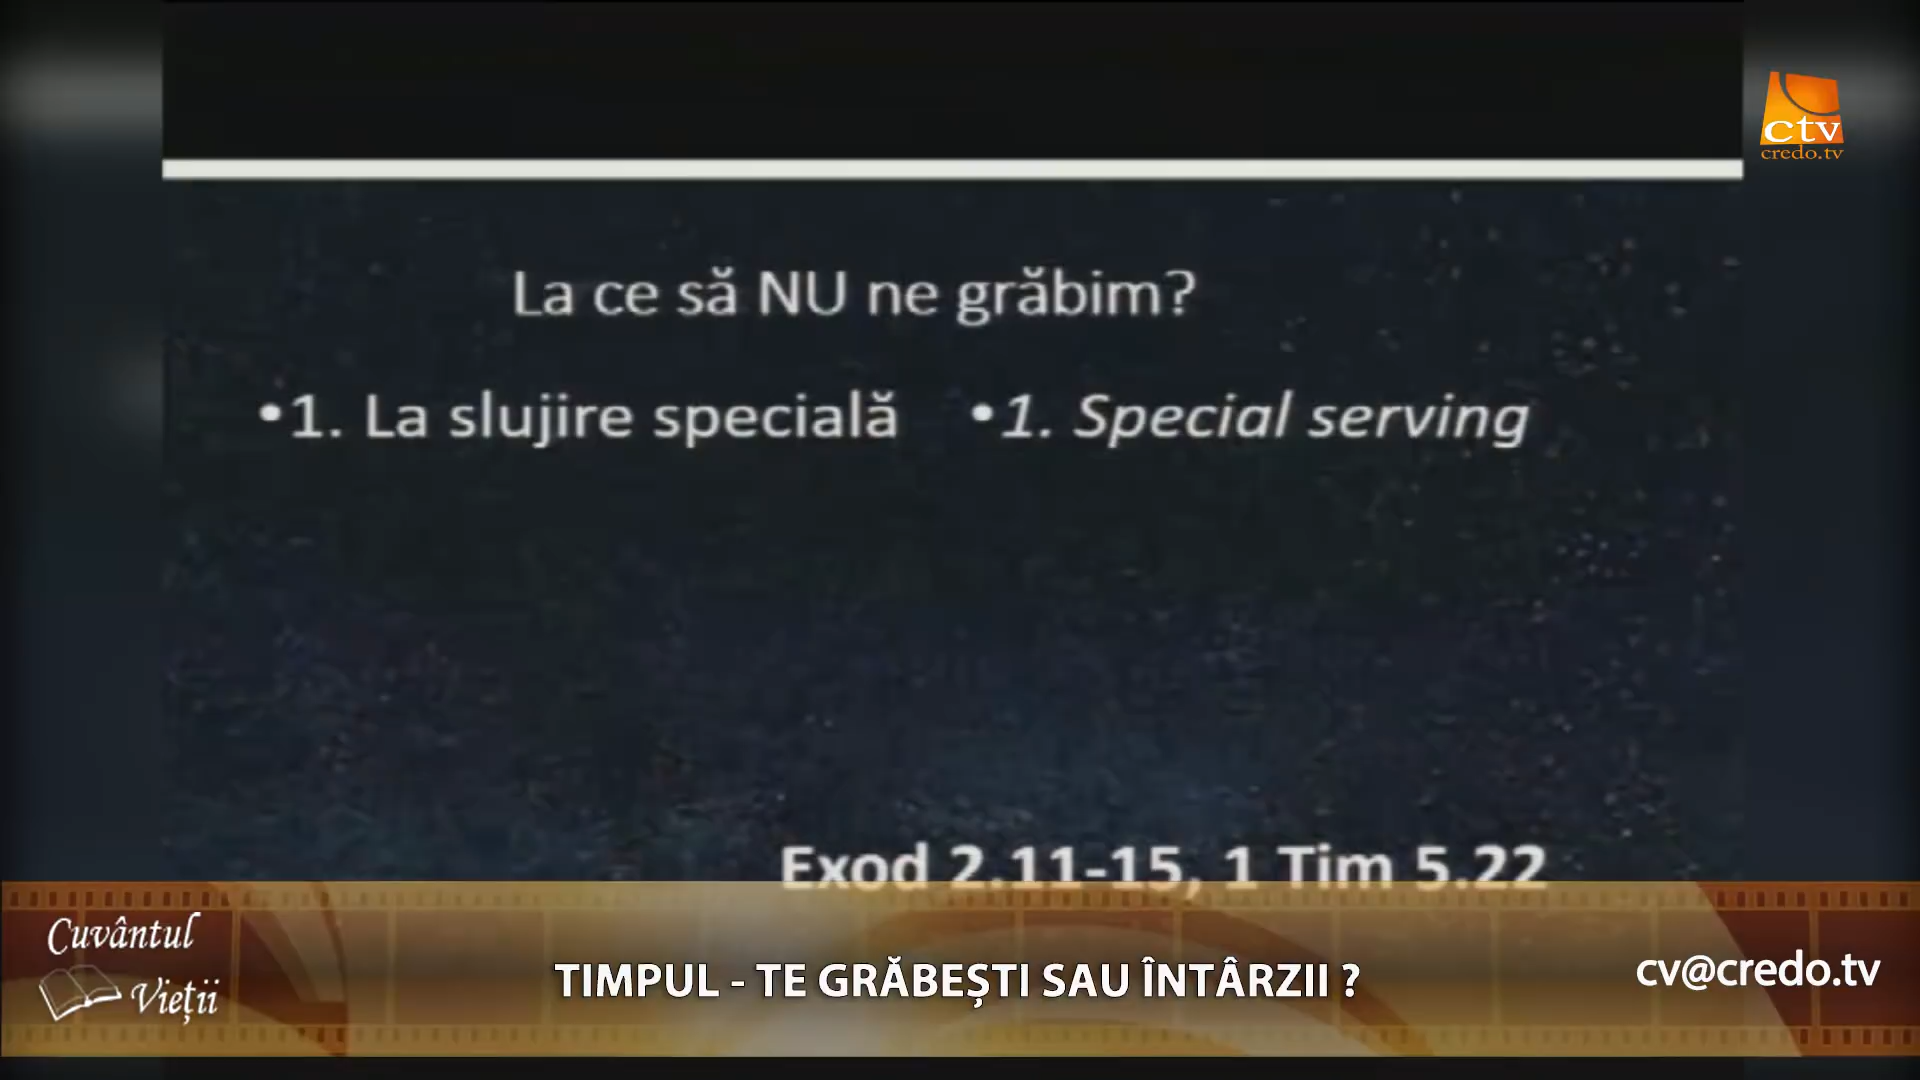 ctv
credo.tv
La ce să NU ne grăbim?
•1. La slujire specială
•1. Special serving
Exod 2.11-15, 1 Tim 5.22
Cuvântul
Vieții
TIMPUL - TE GRĂBEȘTI SAU ÎNTÂRZII ?
cv@credo.tv